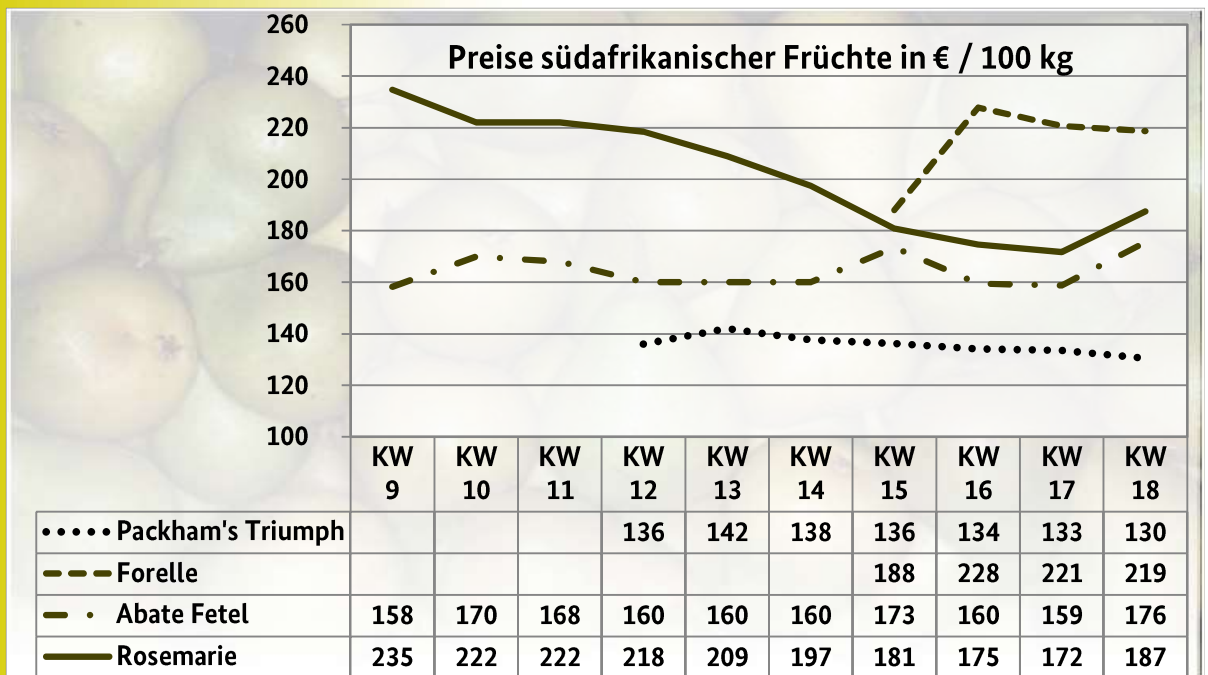 Preise südafrikanischer Früchte in € / 100 kg
260
240
220
200
180
160
140
120
100
KW 9 KW 10 KW 11 KW 12 KW 13 KW 14 KW 15 KW 16 KW 17 KW 18
Packham's Triumph 136 142 138 136 134 133 130
Forelle 188 228 221 219
Abate Fetel 158 170 168 160 160 160 173 160 159 176
Rosemarie 235 222 222 218 209 197 181 175 172 187